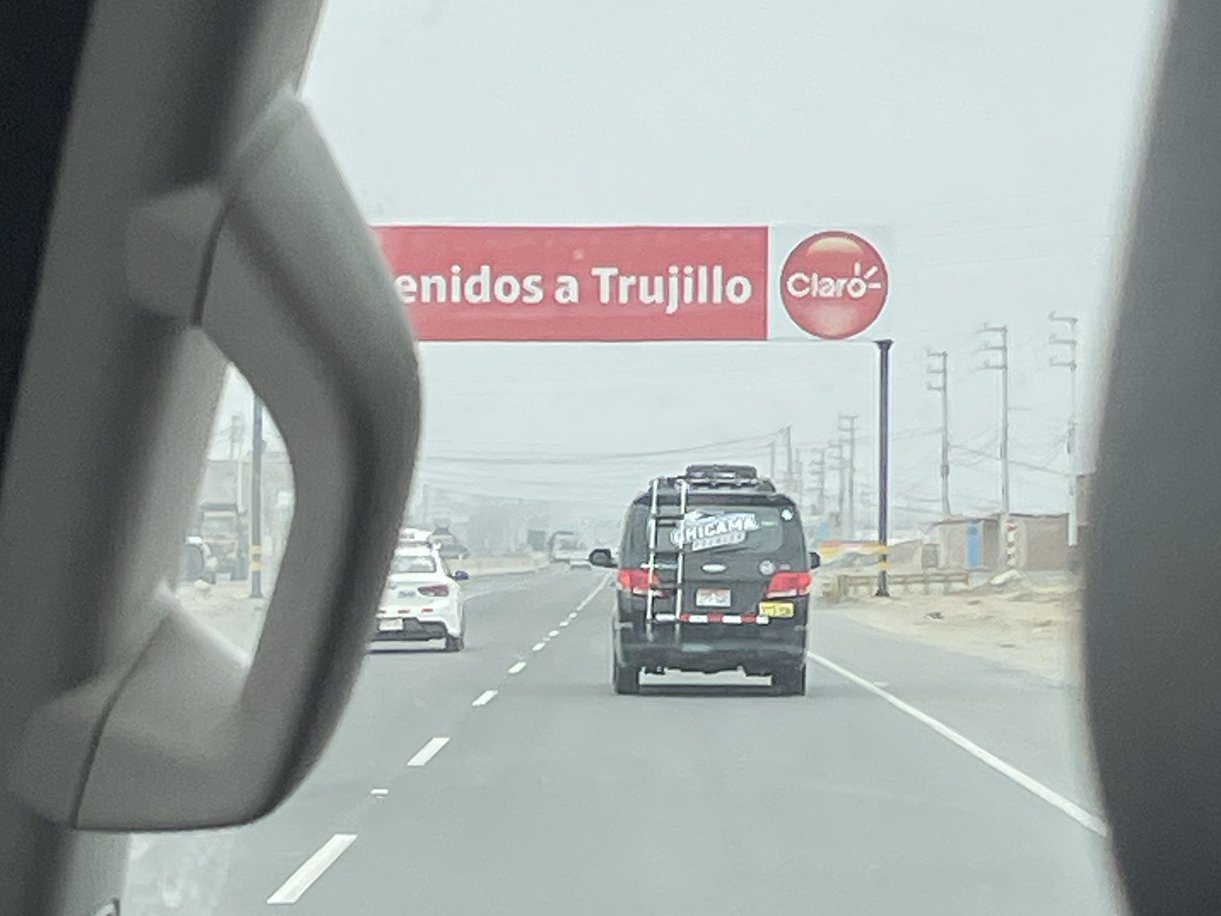 enidos a Trujillo
Claro
CHICAMA